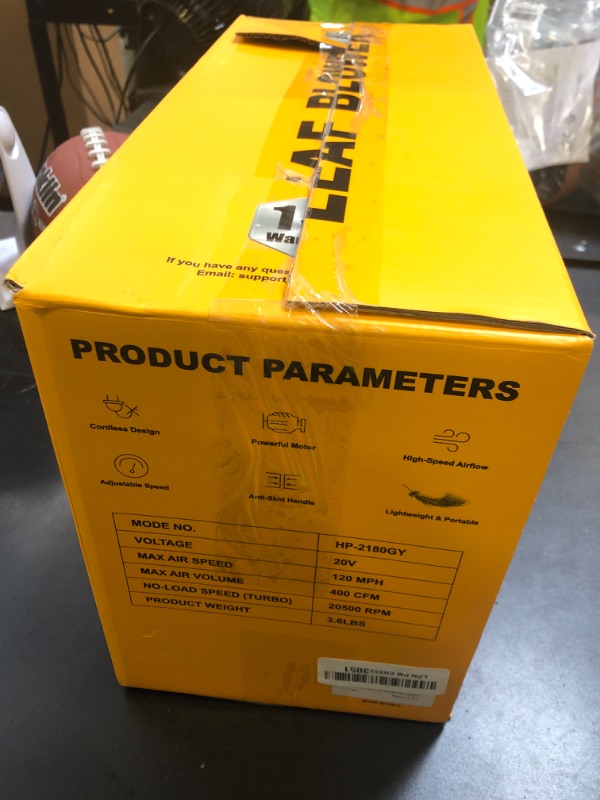 LEAF BLOWER
1
Wa
If you have any ques
Email: support
PRODUCT PARAMETERS
Cordless Design
Powerful Motor
High-Speed Airflow
Adjustable Speed
Anti-Skid Handle
Lightweight & Portable
MODE NO. HP-2180GY
VOLTAGE 20V
MAX AIR SPEED 120 MPH
MAX AIR VOLUME 400 CFM
NO-LOAD SPEED (TURBO) 20500 RPM
PRODUCT WEIGHT 3.6LBS